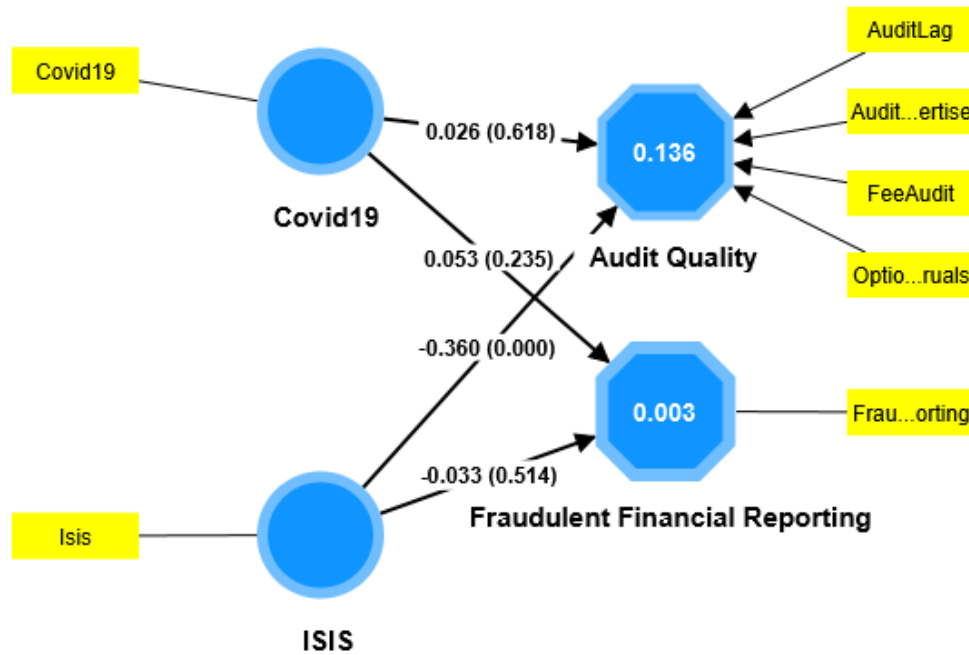 AuditLag
Covid19
Audit...ertise
0.026 (0.618)
0.136
FeeAudit
Covid19
0.053 (0.235)
Audit Quality
Optio...ruals
-0.360 (0.000)
0.003
Frau...orting
-0.033 (0.514)
Fraudulent Financial Reporting
Isis
ISIS